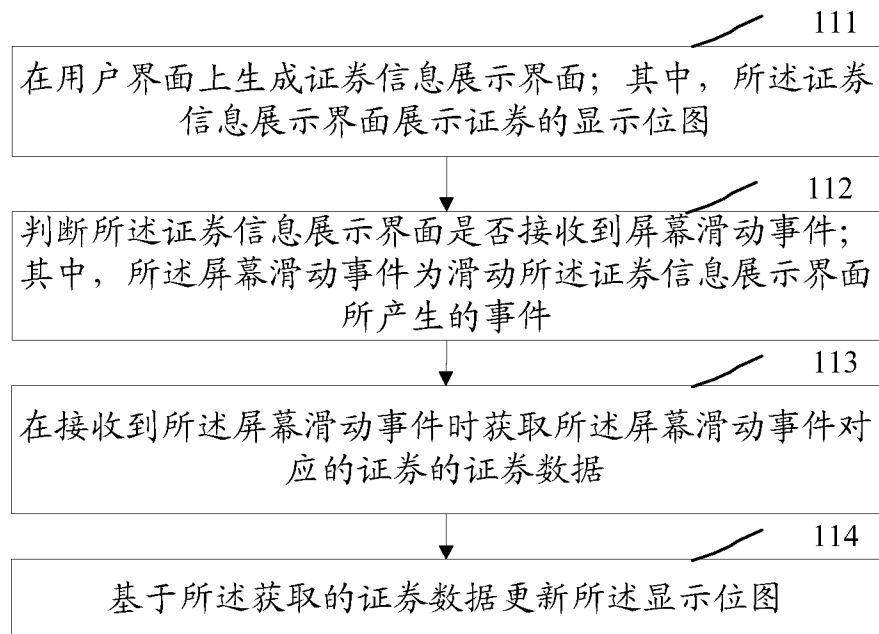 111
在用户界面上生成证券信息展示界面；其中，所述证券
信息展示界面展示证券的显示位图
112
判断所述证券信息展示界面是否接收到屏幕滑动事件；
其中，所述屏幕滑动事件为滑动所述证券信息展示界面
所产生的事件
113
在接收到所述屏幕滑动事件时获取所述屏幕滑动事件对
应的证券的证券数据
114
基于所述获取的证券数据更新所述显示位图